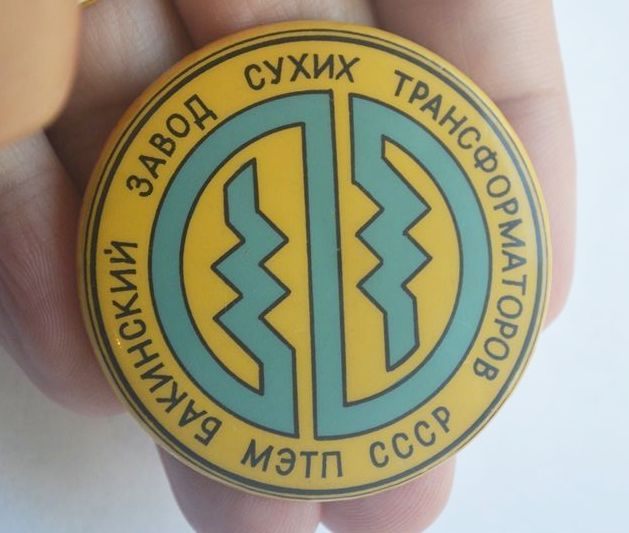 БАКИНСКИЙ ЗАВОД СУХИХ ТРАНСФОРМАТОРОВ
МЭТП СССР